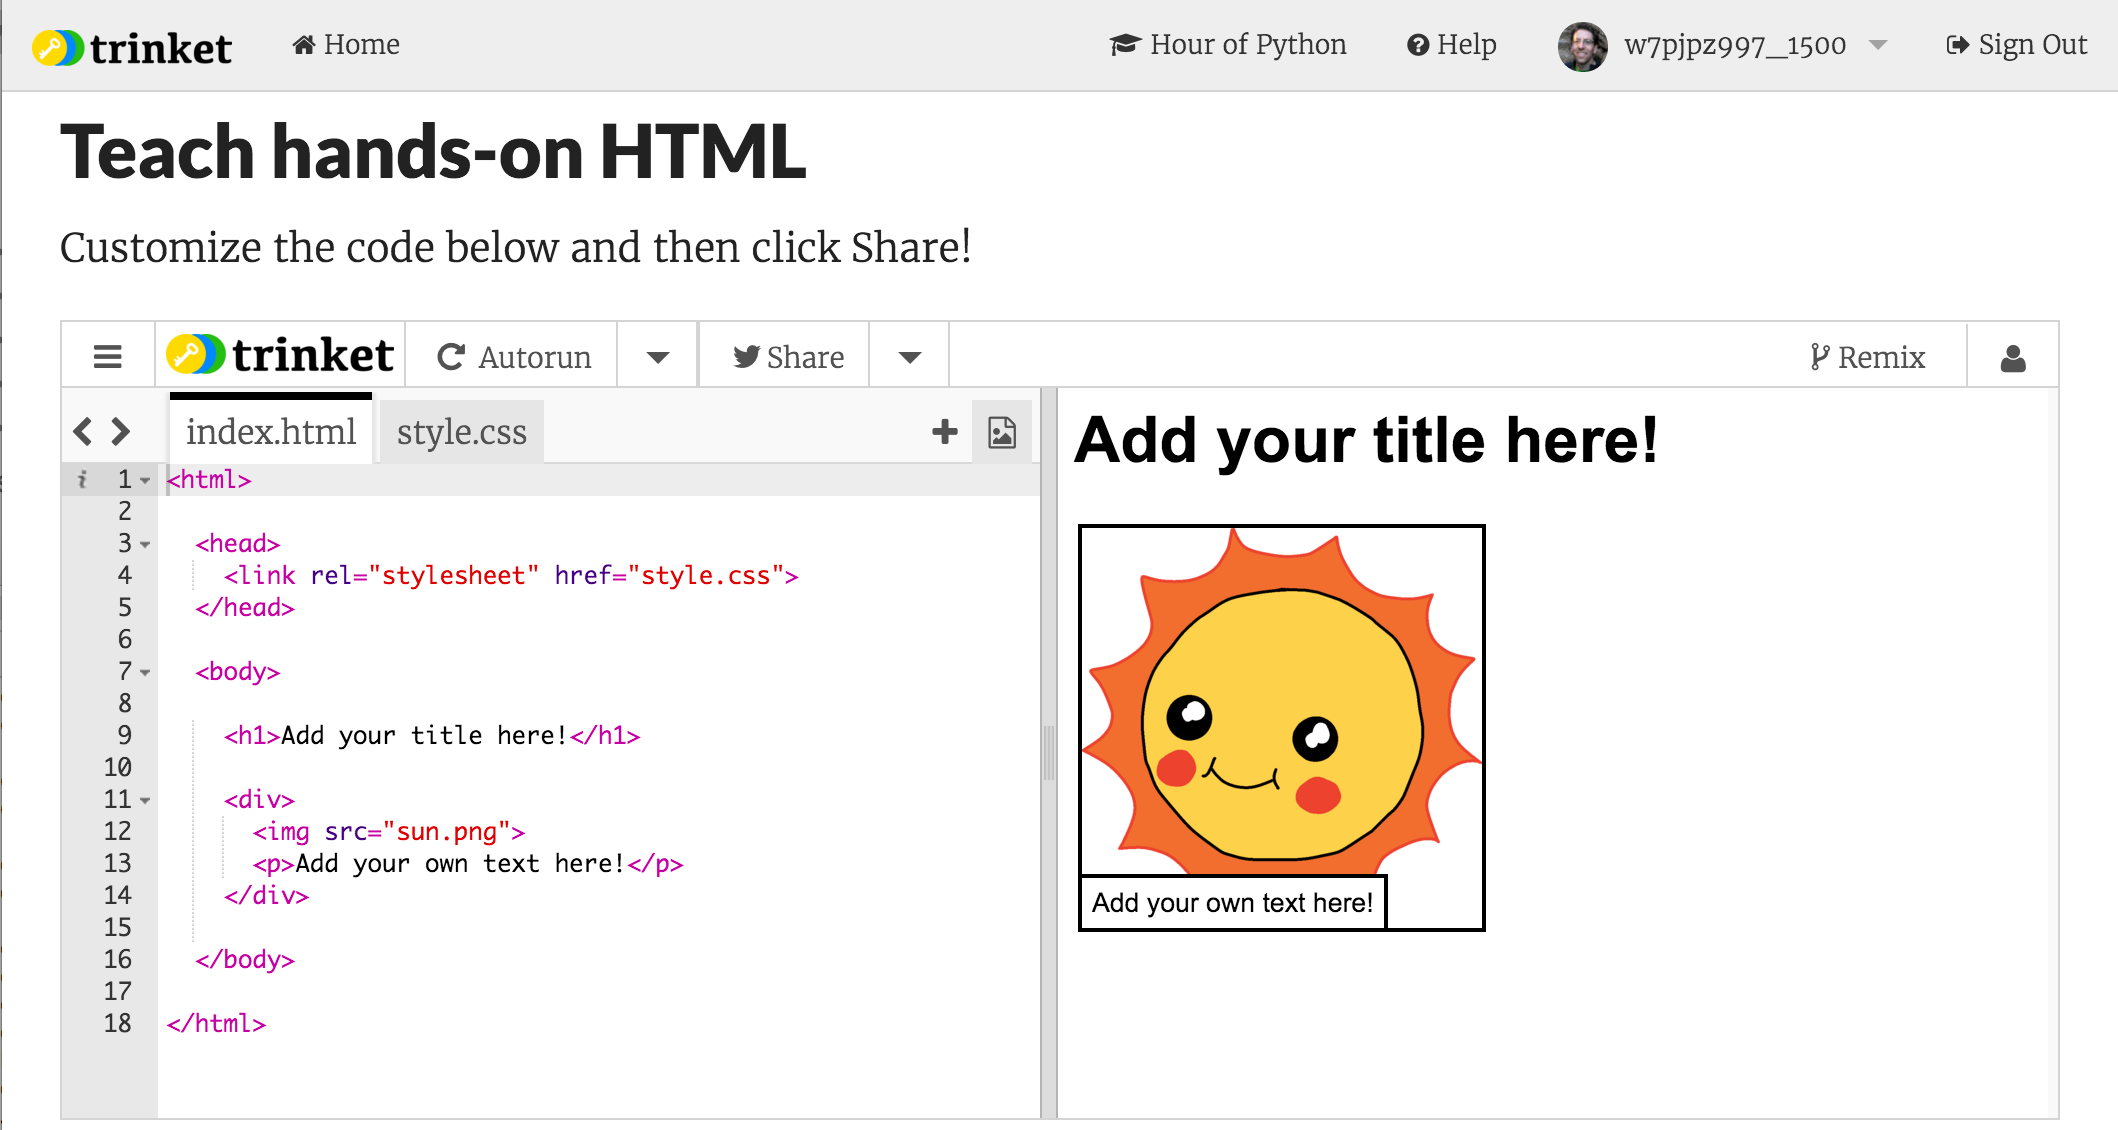 trinket Home Hour of Python Help w7pjpz997_1500 Sign Out
Teach hands-on HTML
Customize the code below and then click Share!
trinket Autorun Share Remix
index.html style.css
i 1 <html>
2
3 <head>
4 <link rel="stylesheet" href="style.css">
5 </head>
6
7 <body>
8
9 <h1>Add your title here!</h1>
10
11 <div>
12 <img src="sun.png">
13 <p>Add your own text here!</p>
14 </div>
15
16 </body>
17
18 </html>
Add your title here!
Add your own text here!